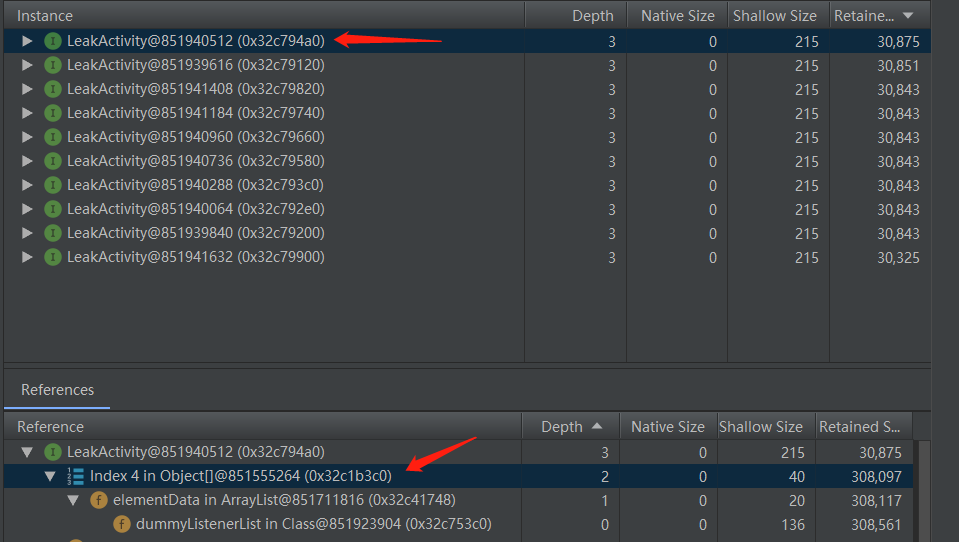 Instance Depth Native Size Shallow Size Retaine...
LeakActivity@851940512 (0x32c794a0) 3 0 215 30,875
LeakActivity@851939616 (0x32c79120) 3 0 215 30,851
LeakActivity@851941408 (0x32c79820) 3 0 215 30,843
LeakActivity@851941184 (0x32c79740) 3 0 215 30,843
LeakActivity@851940960 (0x32c79660) 3 0 215 30,843
LeakActivity@851940736 (0x32c79580) 3 0 215 30,843
LeakActivity@851940288 (0x32c793c0) 3 0 215 30,843
LeakActivity@851940064 (0x32c792e0) 3 0 215 30,843
LeakActivity@851939840 (0x32c79200) 3 0 215 30,843
LeakActivity@851941632 (0x32c79900) 3 0 215 30,325
References
Reference Depth Native Size Shallow Size Retained S...
LeakActivity@851940512 (0x32c794a0) 3 0 215 30,875
Index 4 in Object[]@851555264 (0x32c1b3c0) 2 0 40 308,097
elementData in ArrayList@851711816 (0x32c41748) 1 0 20 308,117
dummyListenerList in Class@851923904 (0x32c753c0) 0 0 136 308,561